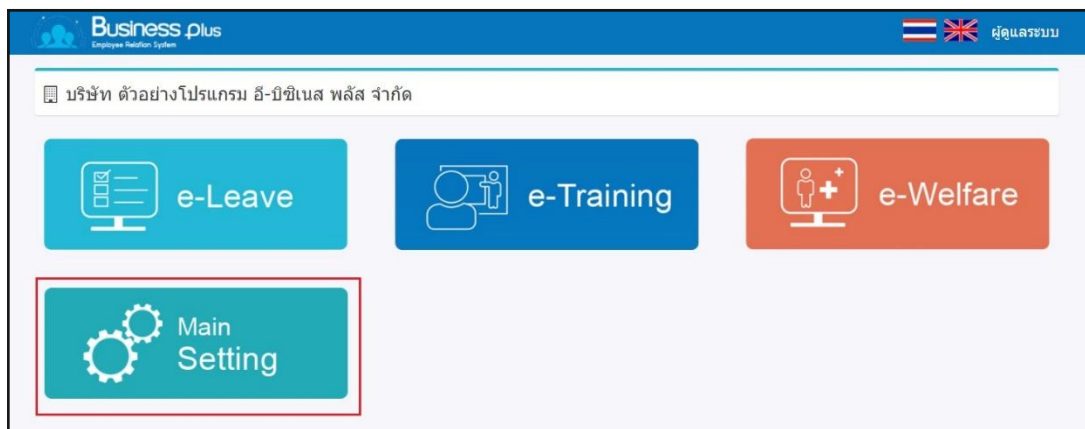 Business Plus
Employee Relation System
ผู้ดูแลระบบ
บริษัท ตัวอย่างโปรแกรม อี-บิซิเนส พลัส จำกัด
e-Leave
e-Training
e-Welfare
Main
Setting